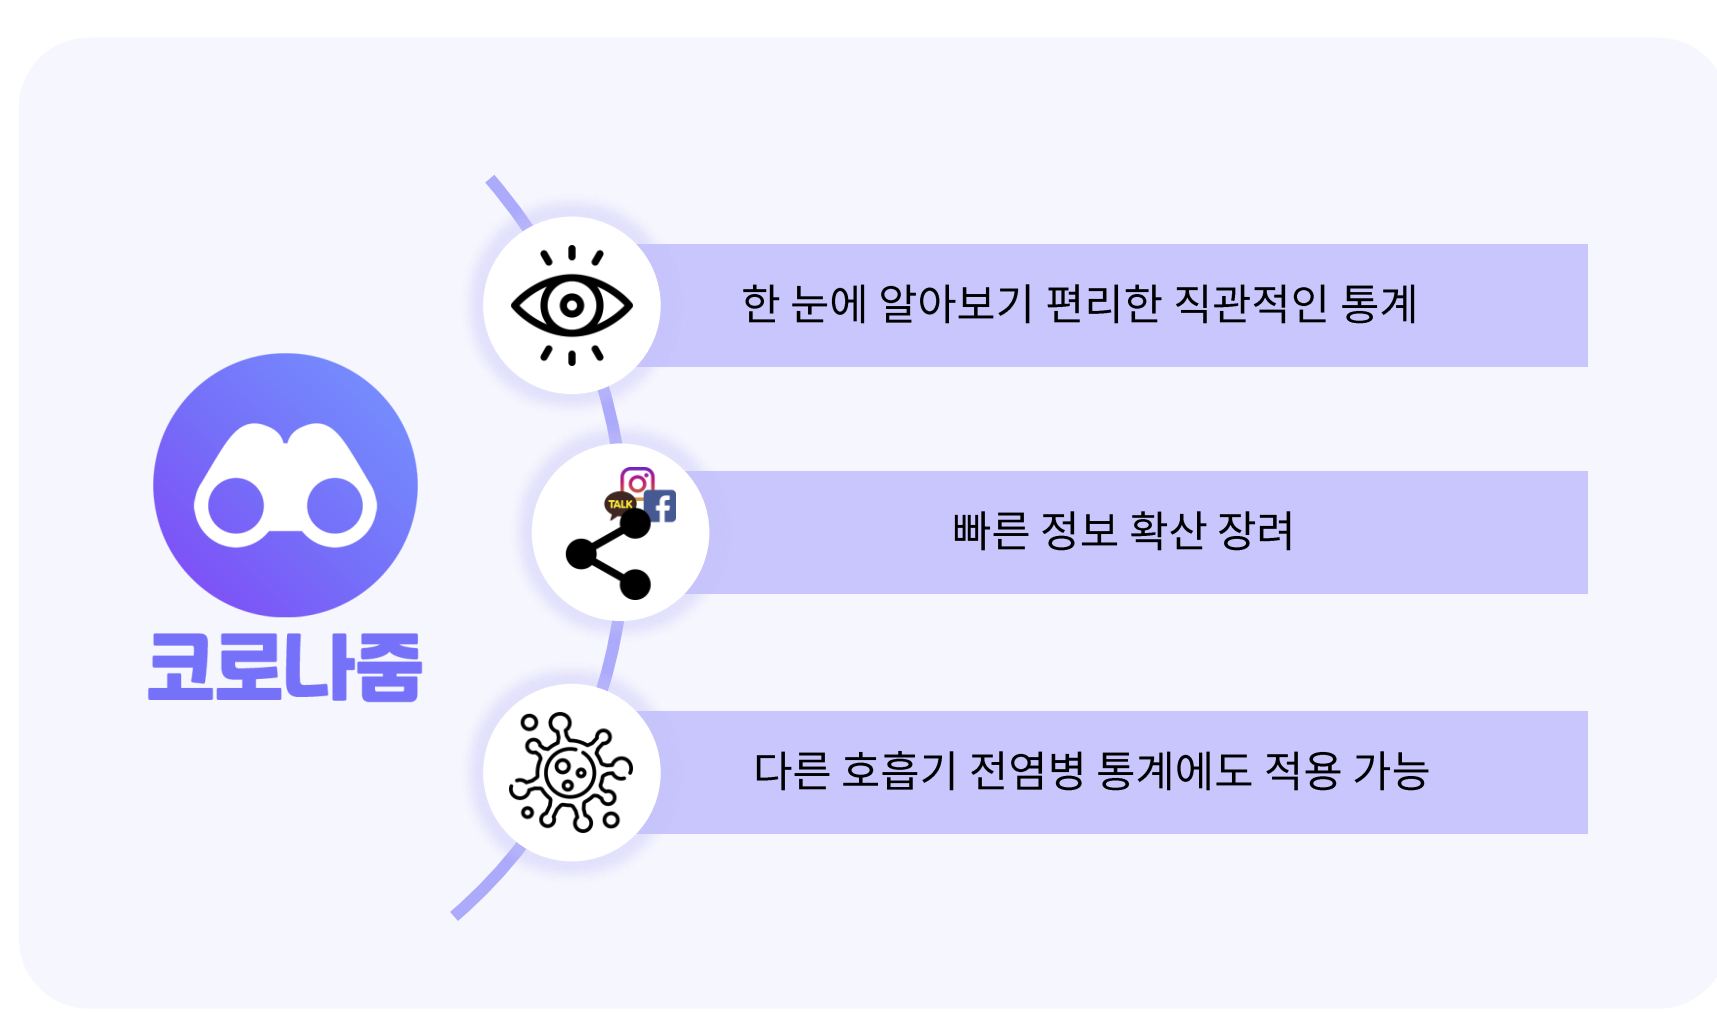 한 눈에 알아보기 편리한 직관적인 통계
TALK
빠른 정보 확산 장려
코로나줌
다른 호흡기 전염병 통계에도 적용 가능